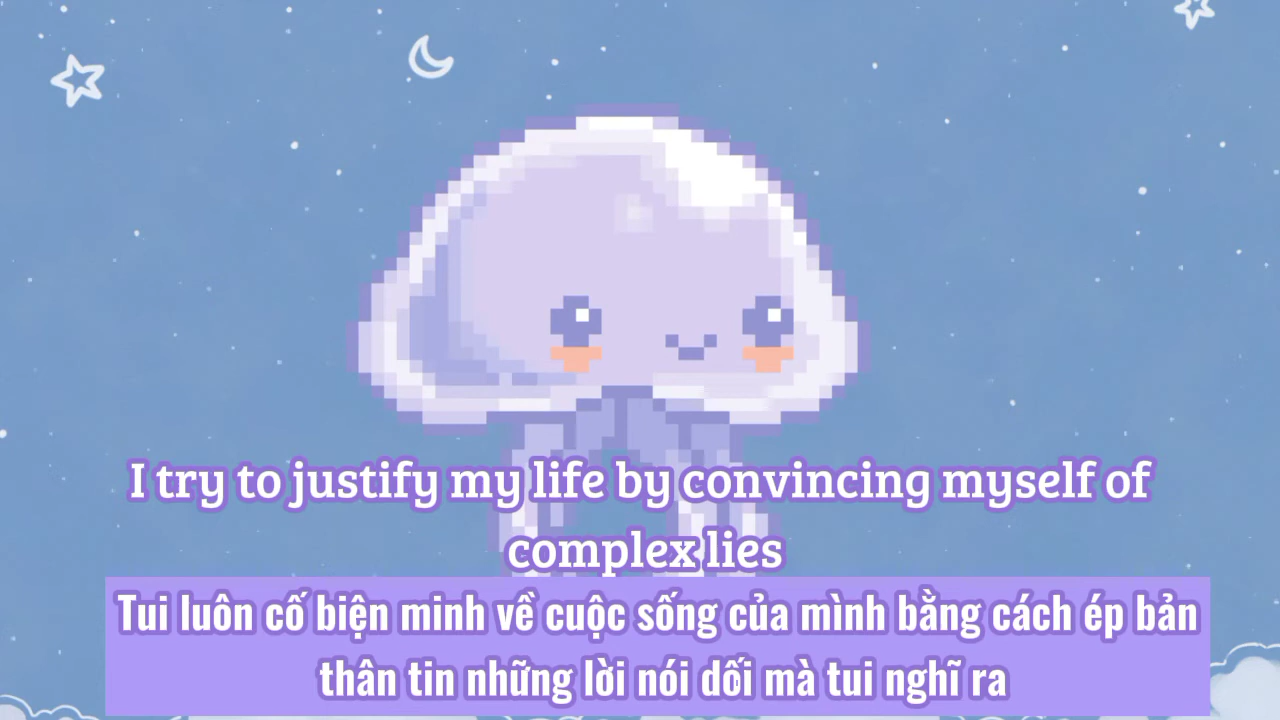 I try to justify my life by convincing myself of
complex lies
Tui luôn cố biện minh về cuộc sống của mình bằng cách ép bản
thân tin những lời nói dối mà tui nghĩ ra